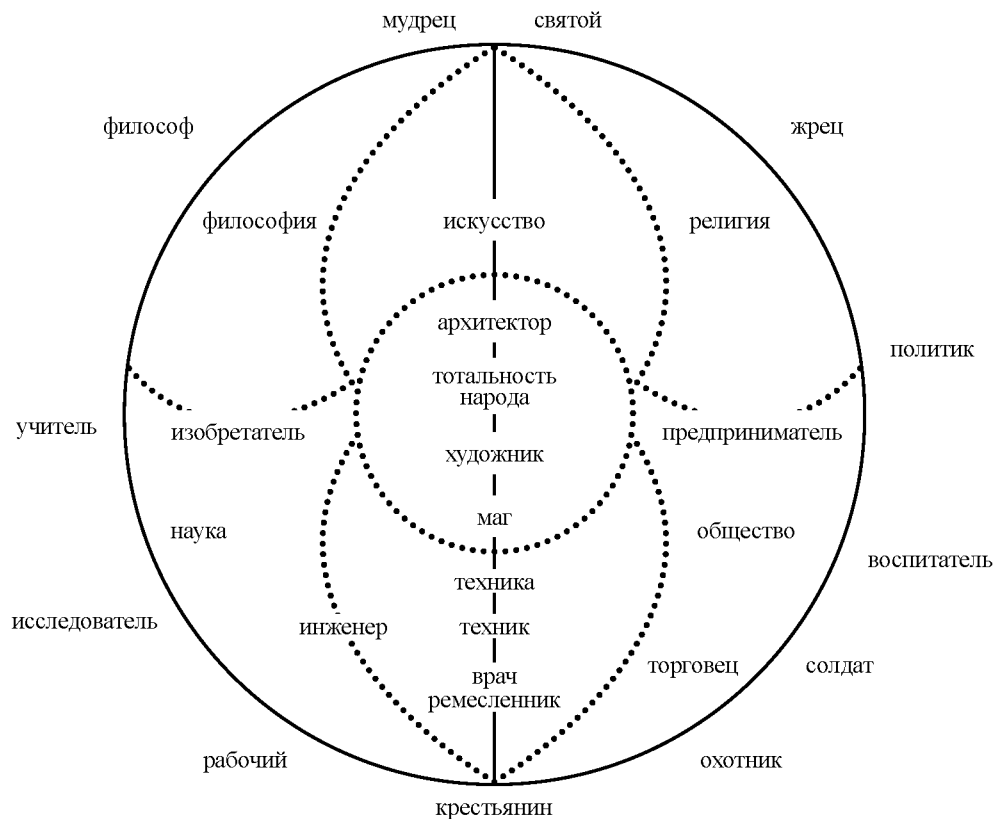 мудрец
святой
философ
жрец
философия
искусство
религия
архитектор
политик
тотальность
народа
учитель
изобретатель
предприниматель
художник
маг
наука
общество
воспитатель
техника
исследователь
инженер
техник
торговец
солдат
врач
ремесленник
рабочий
охотник
крестьянин